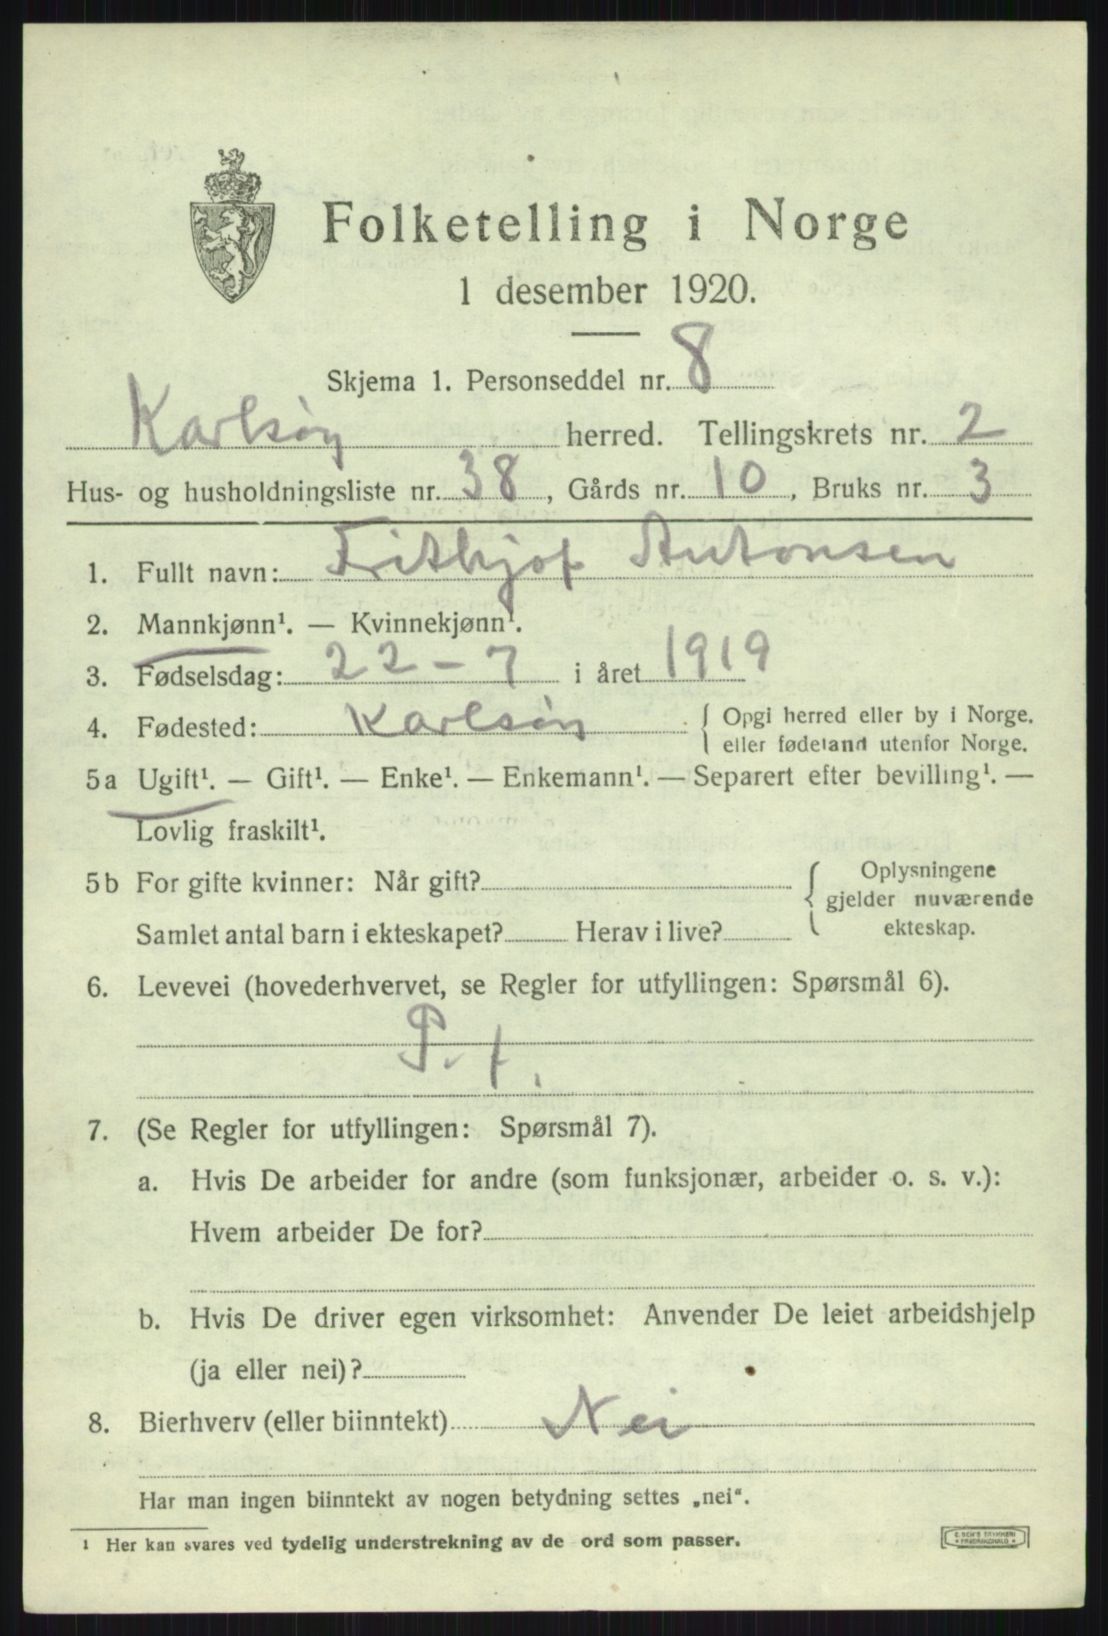 Folketelling i Norge
1 desember 1920.
Skjema 1. Personseddel nr. 8
Karlsøy herred. Tellingskrets nr. 2
Hus- og husholdningsliste nr. 38, Gårds nr. 10, Bruks nr. 3
1. Fullt navn: Frithjof Antonsen
2. Mannkjønn¹. — Kvinnekjønn¹.
3. Fødselsdag: 22-7 i året 1919
4. Fødested: Karlsøy { Opgi herred eller by i Norge,
eller fødeland utenfor Norge.
5a Ugift¹. — Gift¹. — Enke¹. — Enkemann¹. — Separert efter bevilling¹. —
Lovlig fraskilt¹.
5b For gifte kvinner: Når gift? { Oplysningene
gjelder nuværende
Samlet antal barn i ekteskapet? Herav i live? ekteskap.
6. Levevei (hovederhvervet, se Regler for utfyllingen: Spørsmål 6).
P. f.
7. (Se Regler for utfyllingen: Spørsmål 7).
a. Hvis De arbeider for andre (som funksjonær, arbeider o. s. v.):
Hvem arbeider De for?
b. Hvis De driver egen virksomhet: Anvender De leiet arbeidshjelp
(ja eller nei)?
8. Bierhverv (eller biinntekt) Nei
Har man ingen biinntekt av nogen betydning settes „nei“.
¹ Her kan svares ved tydelig understrekning av de ord som passer.